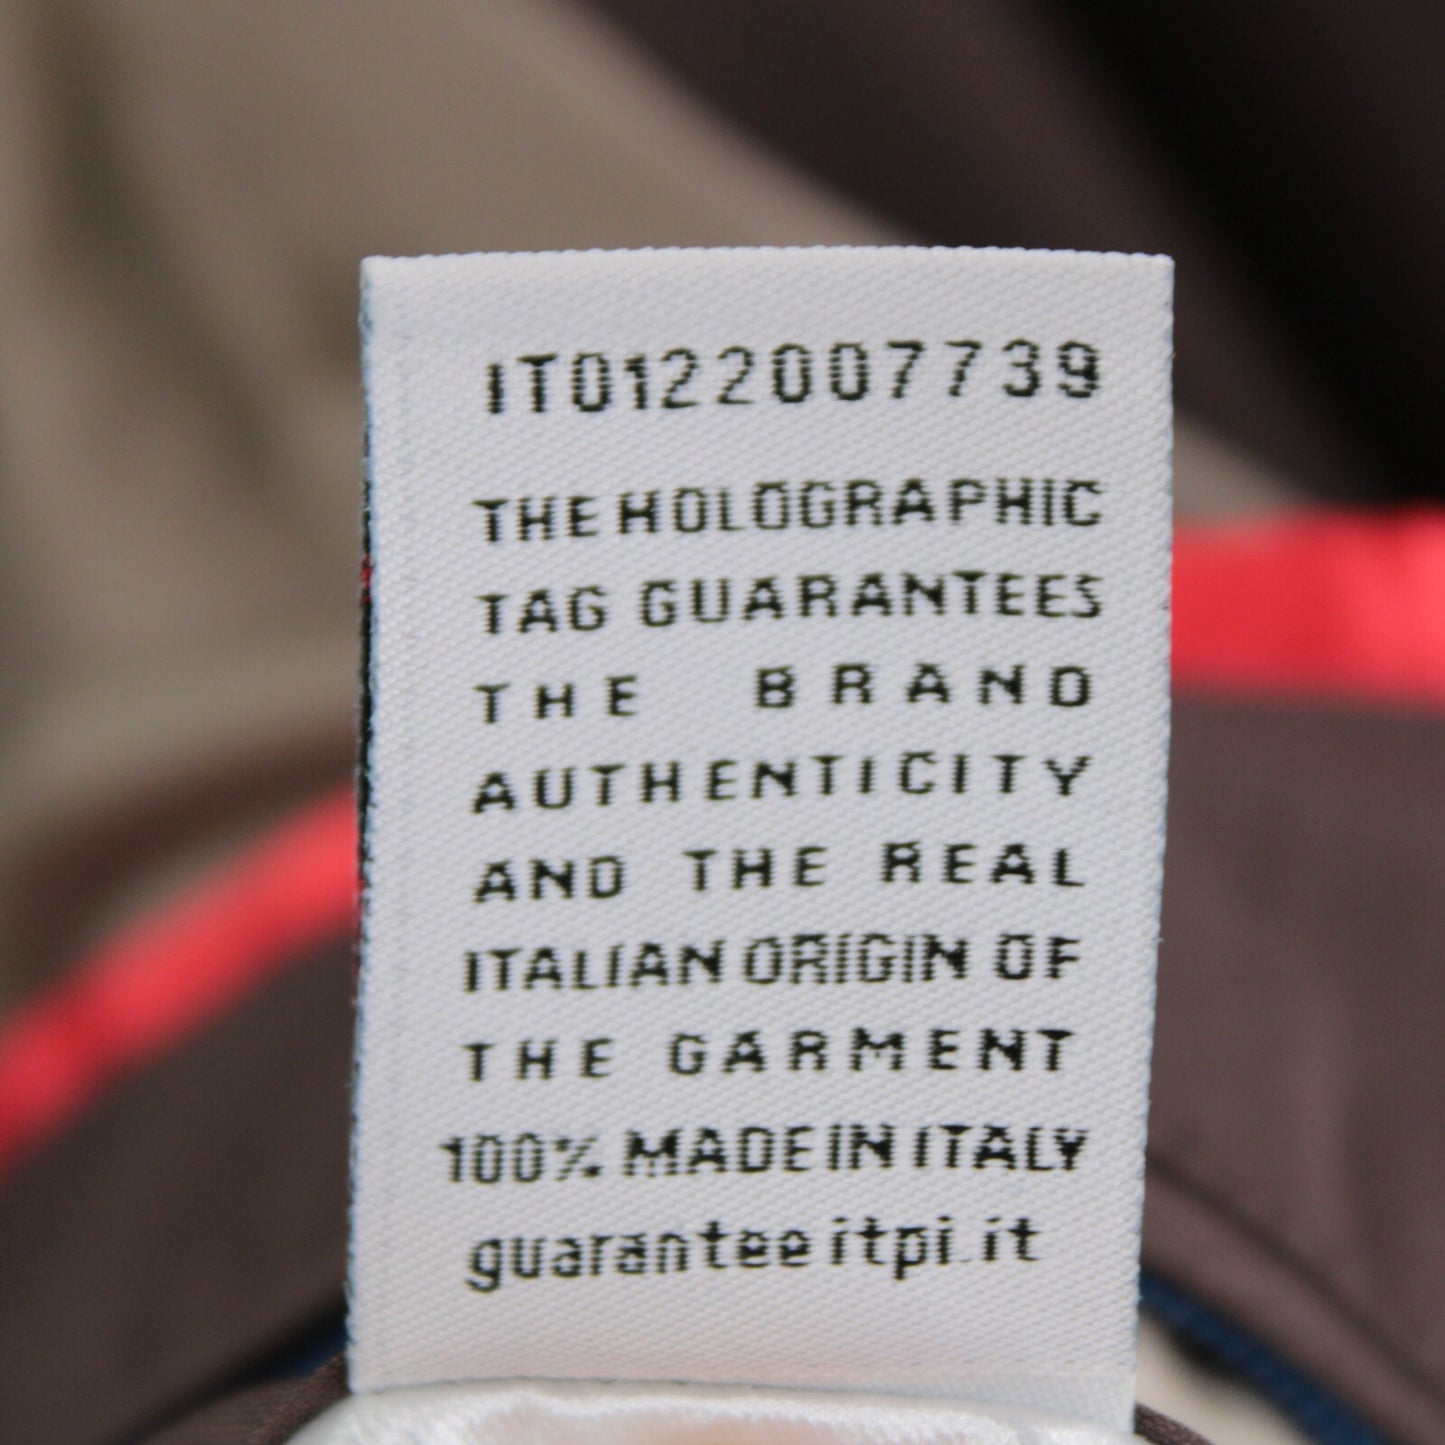 IT0122007739
THE HOLOGRAPHIC
TAG GUARANTEES
THE BRAND
AUTHENTICITY
AND THE REAL
ITALIAN ORIGIN OF
THE GARMENT
100% MADE IN ITALY
guaranteeitpi.it